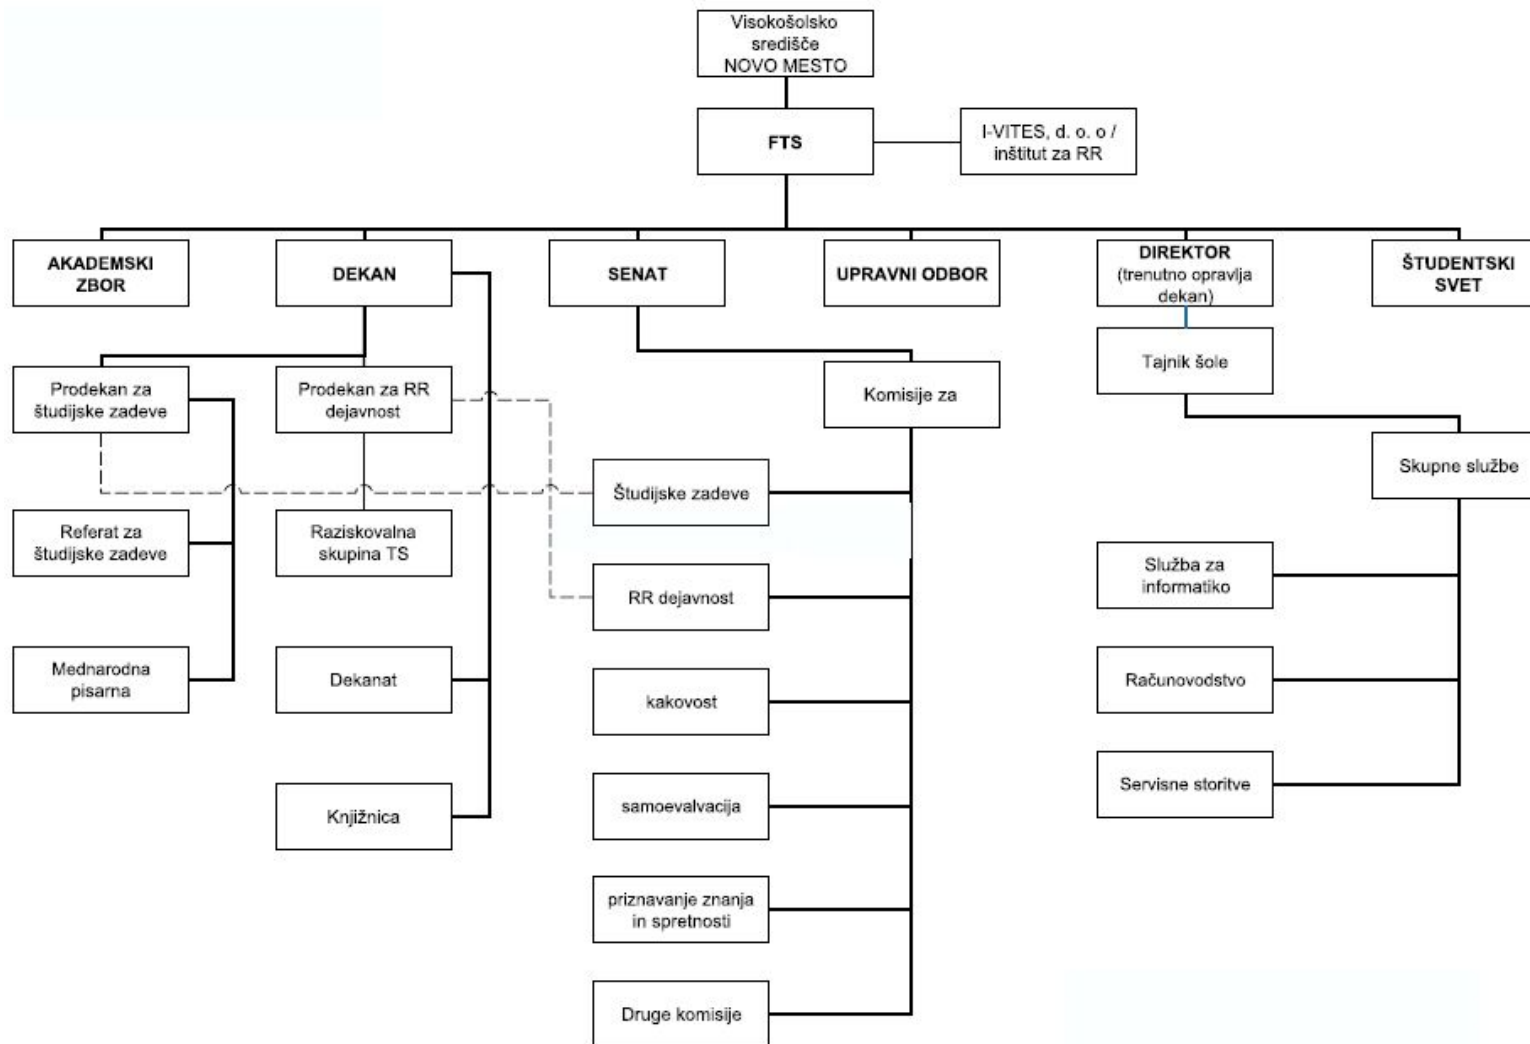 Visokošolsko
središče
NOVO MESTO
FTS
I-VITES, d. o. o /
inštitut za RR
AKADEMSKI
ZBOR
DEKAN
SENAT
UPRAVNI ODBOR
DIREKTOR
(trenutno opravlja
dekan)
ŠTUDENTSKI
SVET
Tajnik šole
Prodekan za
študijske zadeve
Prodekan za RR
dejavnost
Komisije za
Skupne službe
Študijske zadeve
Referat za
študijske zadeve
Raziskovalna
skupina TS
Služba za
informatiko
RR dejavnost
Mednarodna
pisarna
Dekanat
kakovost
Računovodstvo
Servisne storitve
samoevalvacija
Knjižnica
priznavanje znanja
in spretnosti
Druge komisije